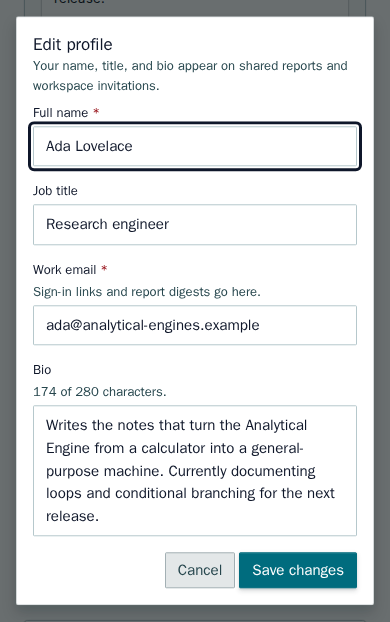 release.
Edit profile
Your name, title, and bio appear on shared reports and
workspace invitations.
Full name *
Ada Lovelace
Job title
Research engineer
Work email *
Sign-in links and report digests go here.
ada@analytical-engines.example
Bio
174 of 280 characters.
Writes the notes that turn the Analytical
Engine from a calculator into a general-
purpose machine. Currently documenting
loops and conditional branching for the next
release.
Cancel
Save changes